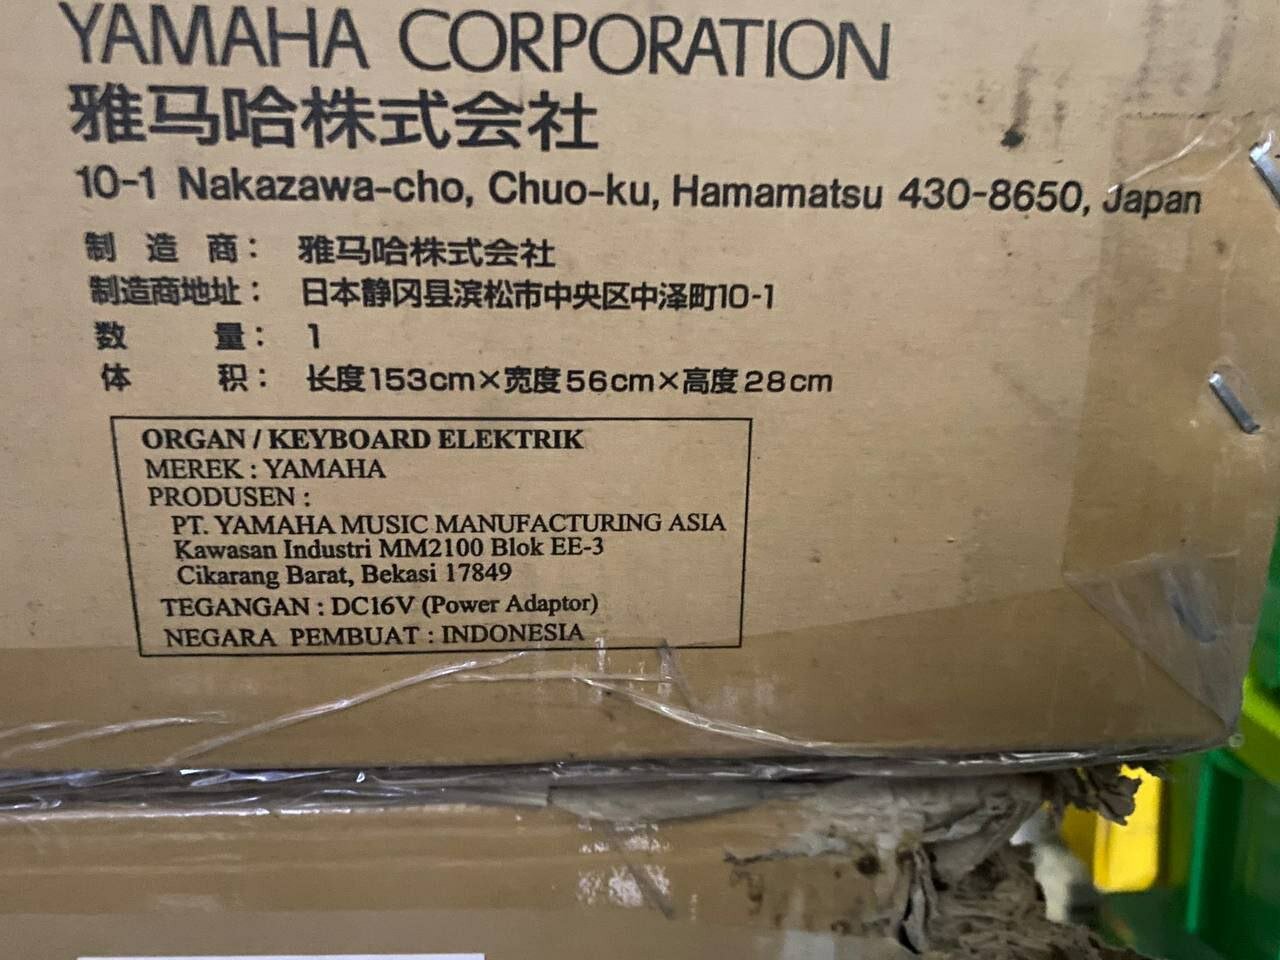 YAMAHA CORPORATION
雅马哈株式会社
10-1 Nakazawa-cho, Chuo-ku, Hamamatsu 430-8650, Japan
制 造 商： 雅马哈株式会社
制造商地址： 日本静冈县滨松市中央区中泽町10-1
数 量： 1
体 积： 长度153cm×宽度56cm×高度28cm
ORGAN / KEYBOARD ELEKTRIK
MEREK : YAMAHA
PRODUSEN :
PT. YAMAHA MUSIC MANUFACTURING ASIA
Kawasan Industri MM2100 Blok EE-3
Cikarang Barat, Bekasi 17849
TEGANGAN : DC16V (Power Adaptor)
NEGARA PEMBUAT : INDONESIA